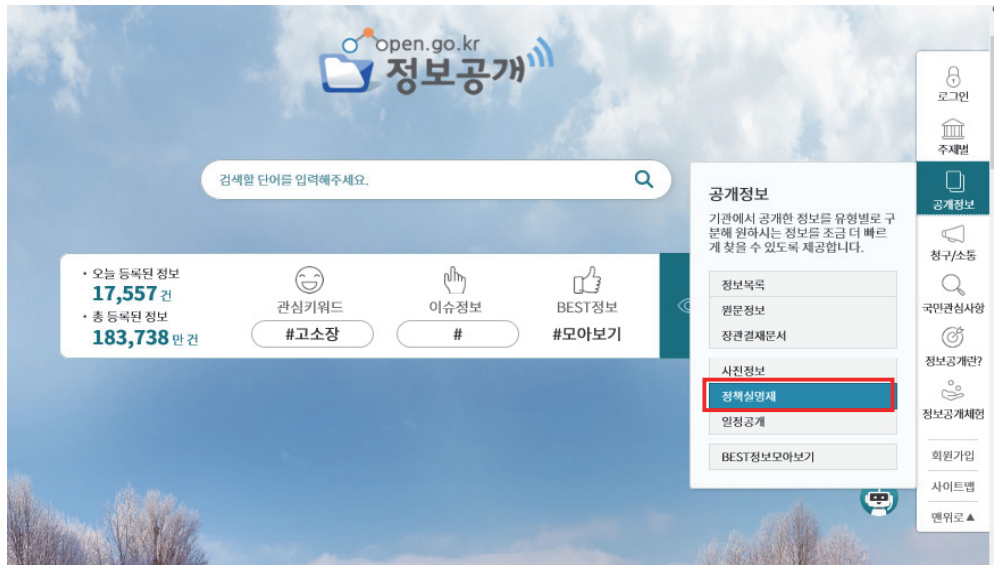 open.go.kr
정보공개
검색할 단어를 입력해주세요.
· 오늘 등록된 정보
17,557 건
· 총 등록된 정보
183,738 만 건
관심키워드
#고소장
이슈정보
#
BEST정보
#모아보기
공개정보
기관에서 공개한 정보를 유형별로 구
분해 원하시는 정보를 조금 더 빠르
게 찾을 수 있도록 제공합니다.
정보목록
원문정보
장관결재문서
사전정보
정책실명제
일정공개
BEST정보모아보기
로그인
주제별
공개정보
청구/소통
국민관심사항
정보공개란?
정보공개체험
회원가입
사이트맵
맨위로▲